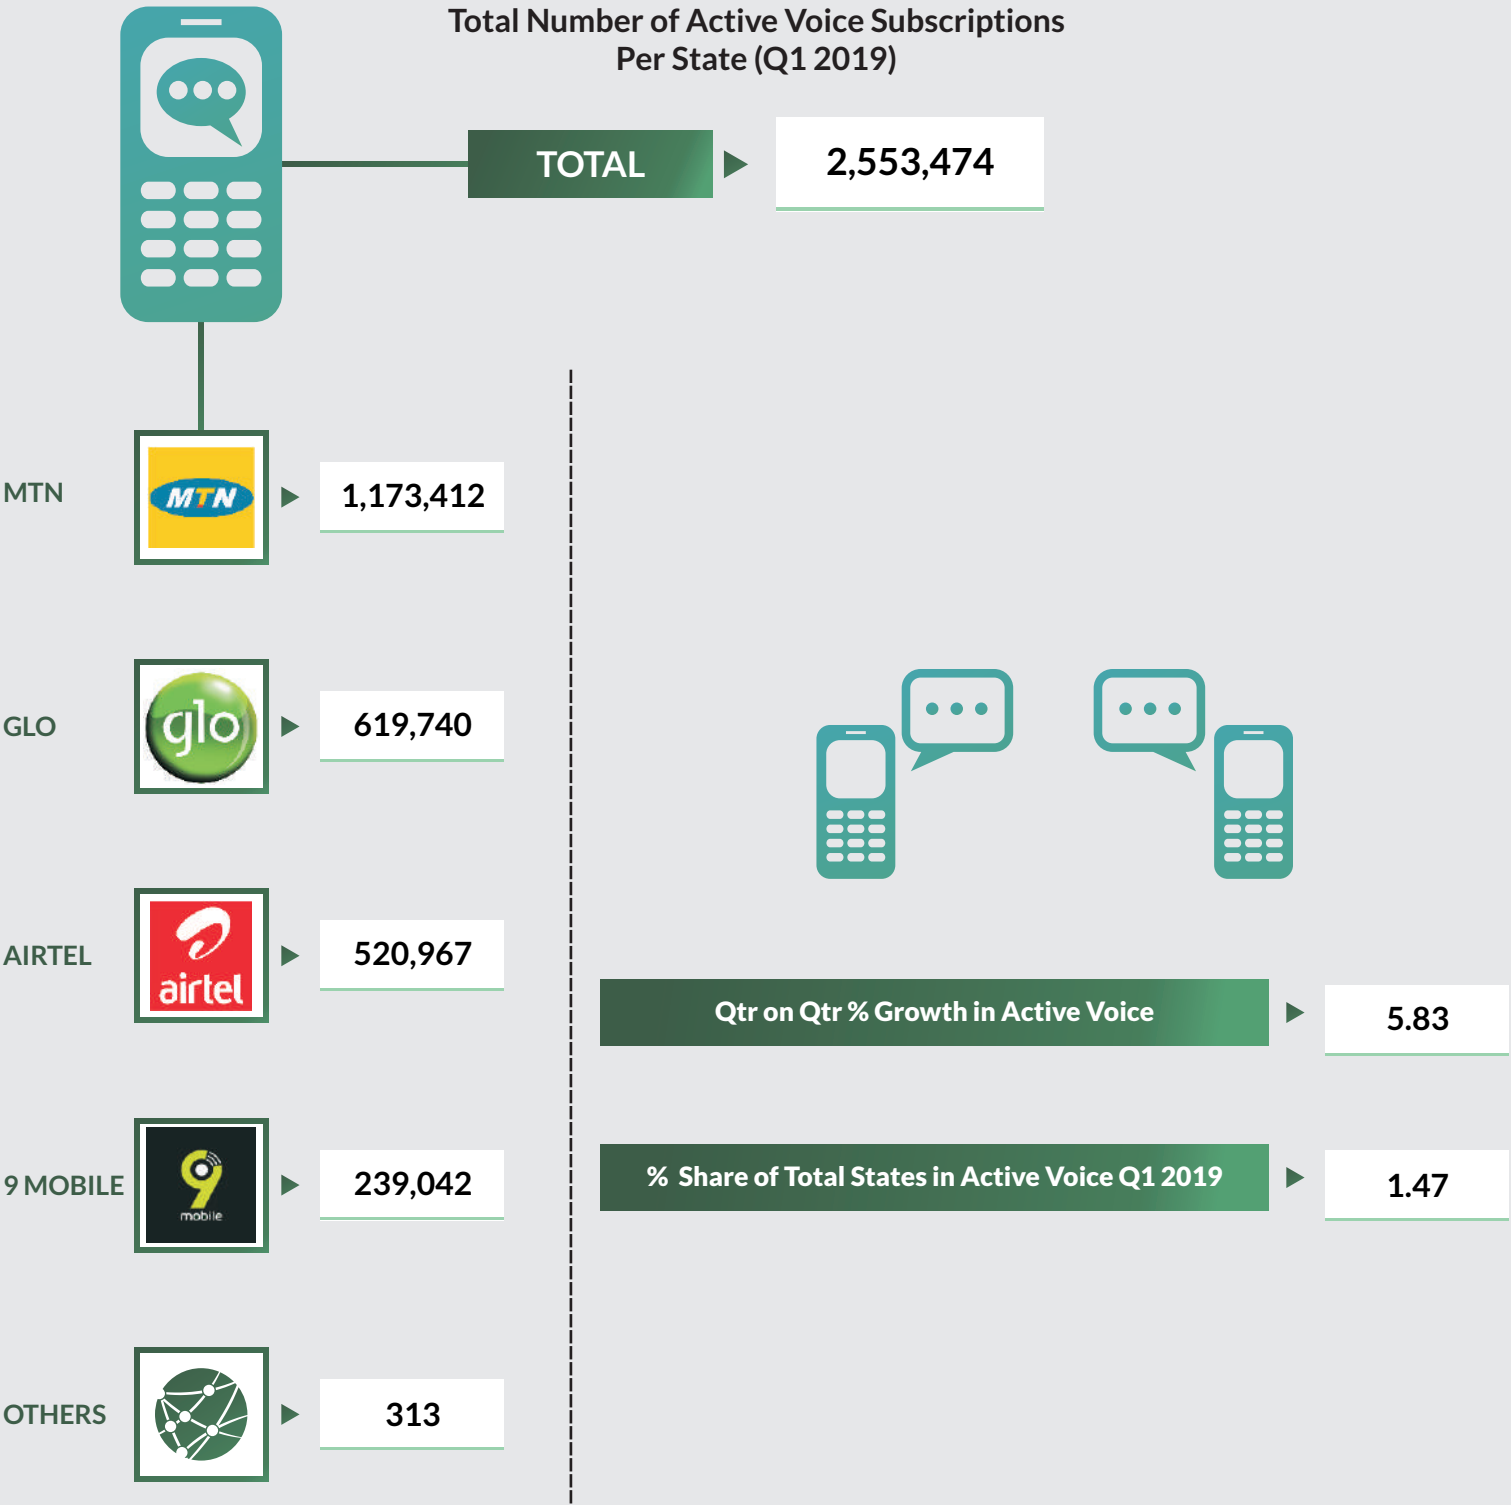 Total Number of Active Voice Subscriptions
Per State (Q1 2019)
TOTAL
2,553,474
MTN
MTN
1,173,412
GLO
glo
619,740
AIRTEL
airtel
520,967
9 MOBILE
9
mobile
239,042
OTHERS
313
Qtr on Qtr % Growth in Active Voice
5.83
% Share of Total States in Active Voice Q1 2019
1.47